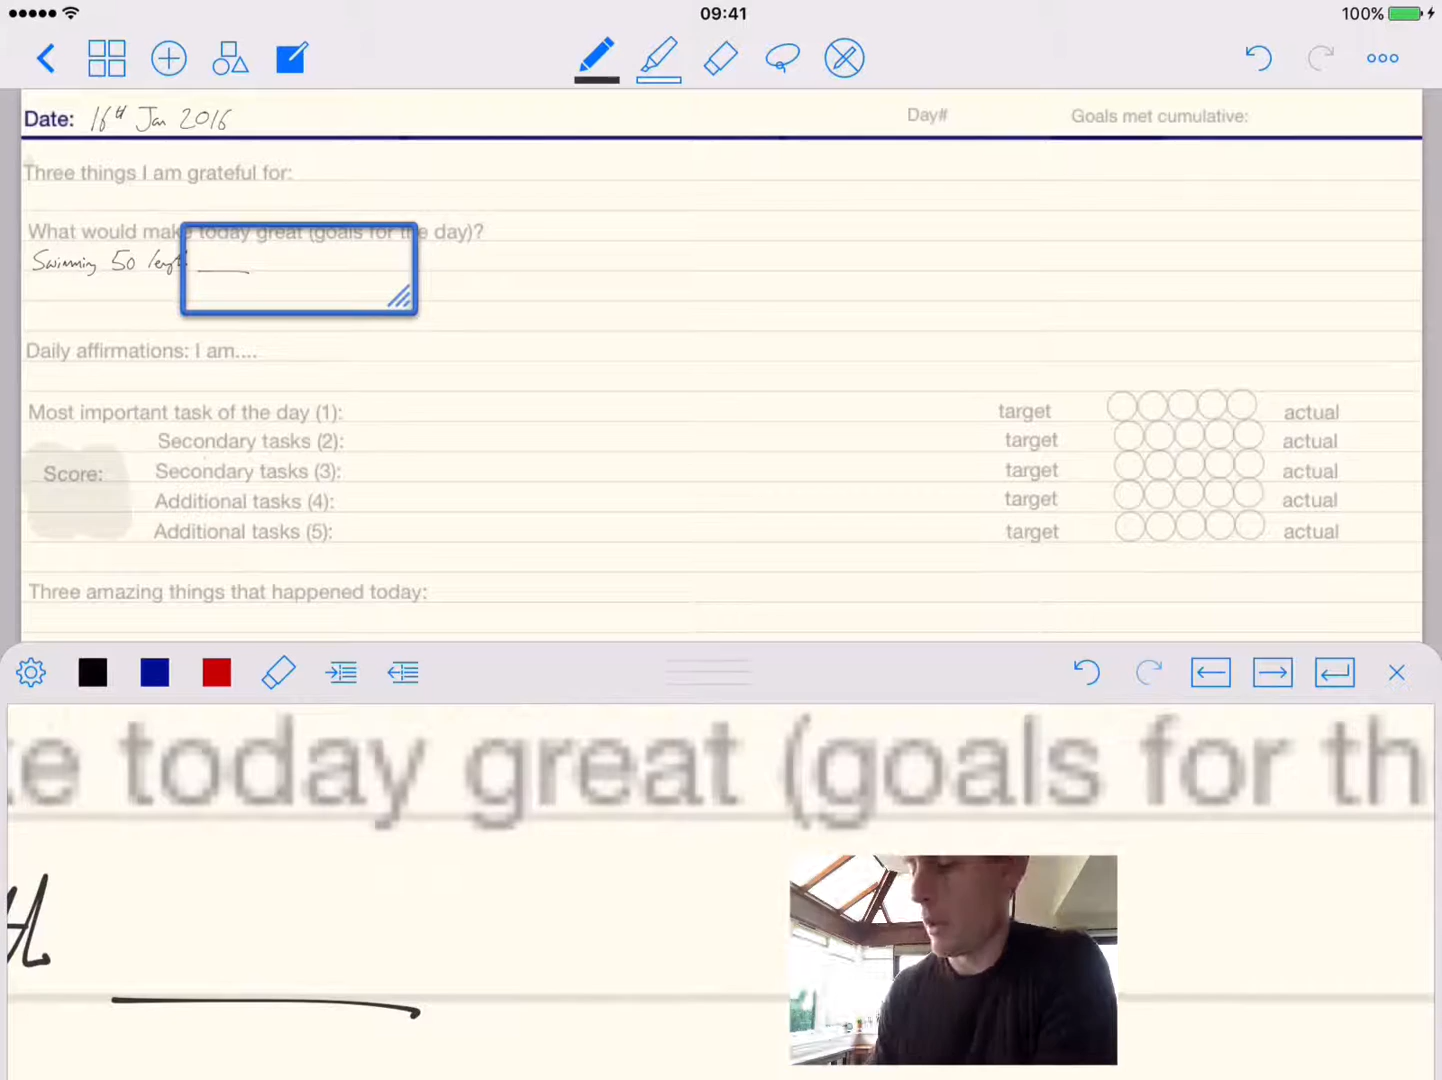 09:41
100%
Date: 16th Jan 2016
Day#
Goals met cumulative:
Three things I am grateful for:
What would make today great (goals for the day)?
Swimming 50 length
Daily affirmations: I am....
Most important task of the day (1):
target
actual
Secondary tasks (2):
target
actual
Score:
Secondary tasks (3):
target
actual
Additional tasks (4):
target
actual
Additional tasks (5):
target
actual
Three amazing things that happened today:
e today great (goals for th
th